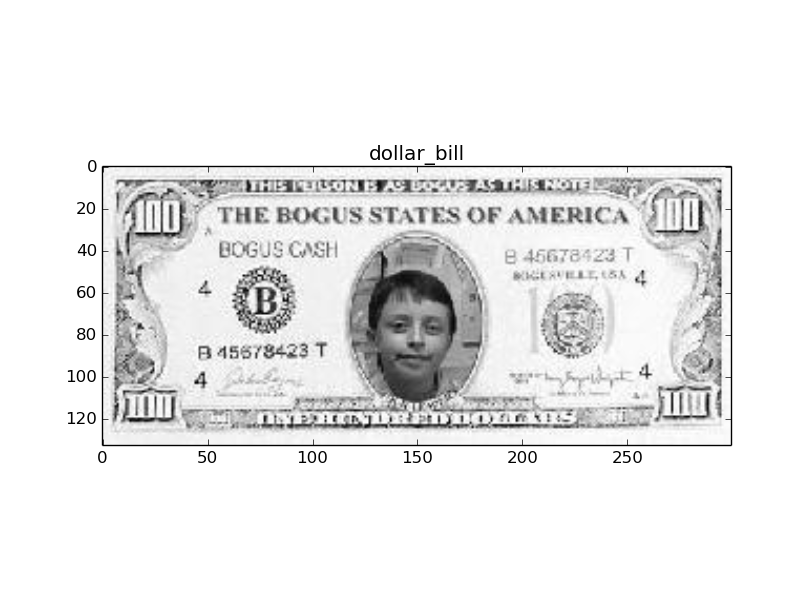 dollar_bill
THIS PERSON IS AS BOGUS AS THIS NOTE
100 100
THE BOGUS STATES OF AMERICA
BOGUS CASH
B 45678423 T
BOGUSVILLE, USA
4 4
B
B 45678423 T
4 4
100 100
ONE HUNDRED DOLLARS
0
20
40
60
80
100
120
0 50 100 150 200 250